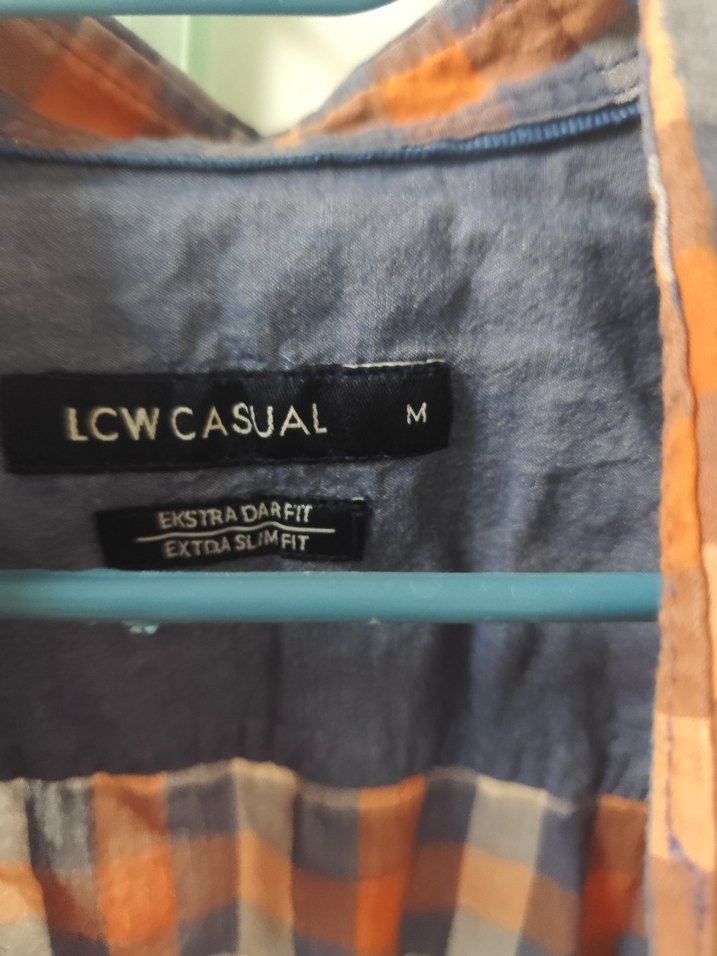 LCW CASUAL M
EKSTRA DAR FIT
EXTRA SLIM FIT